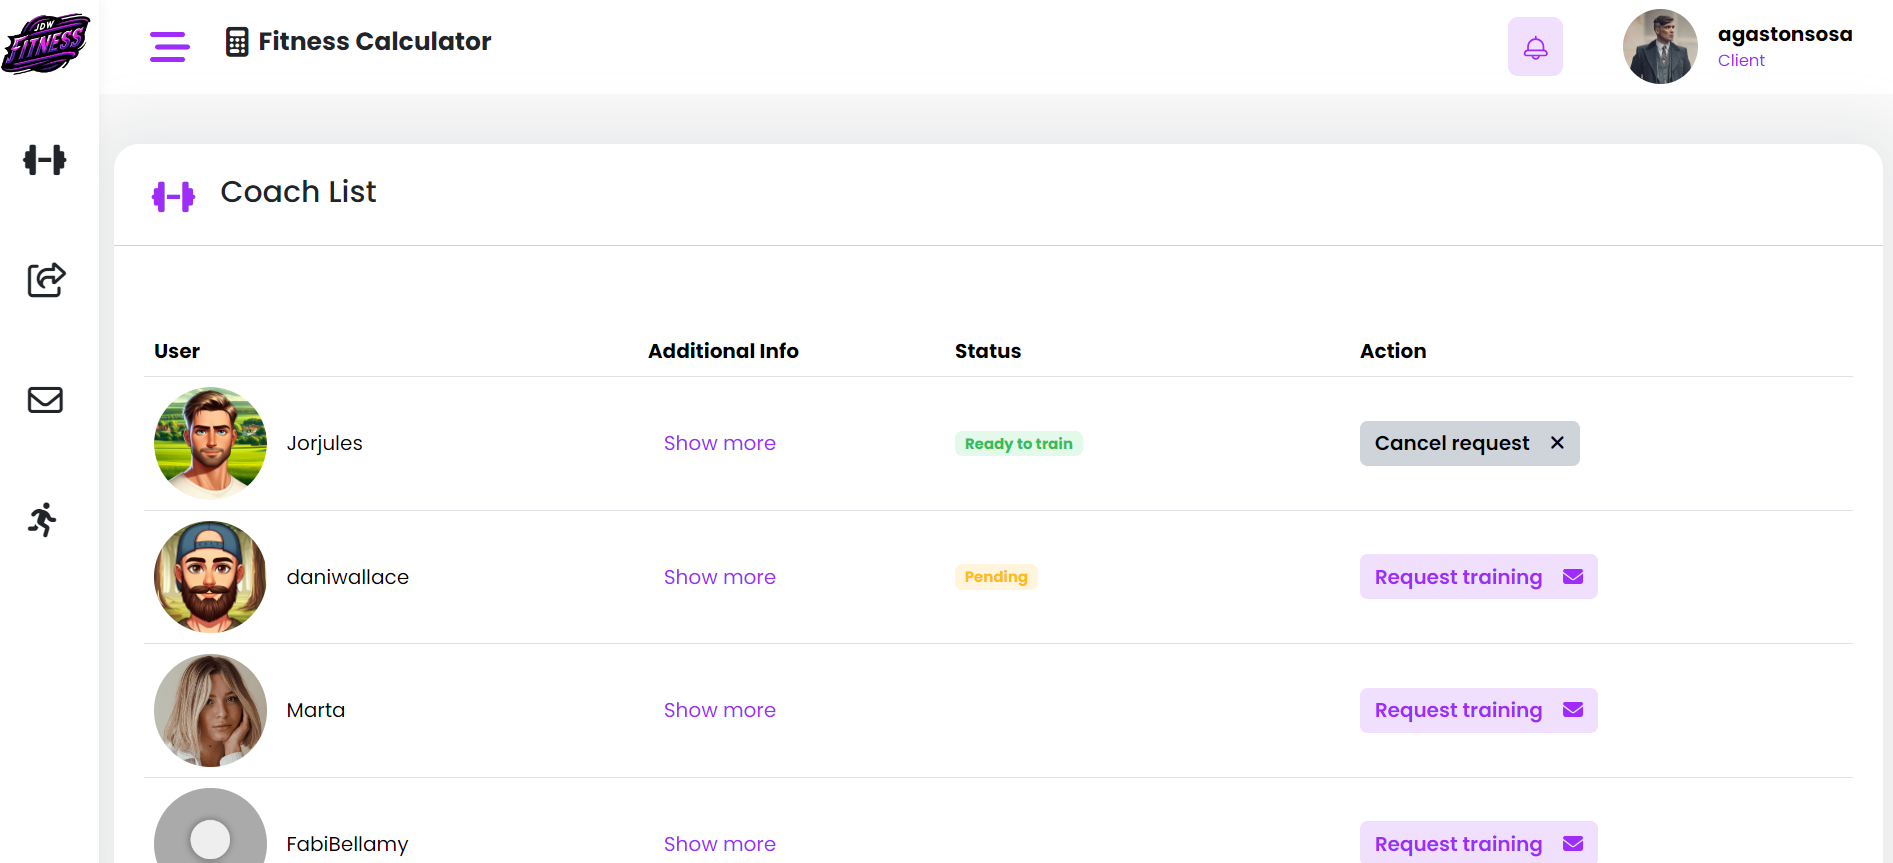 JDW
FITNESS
Fitness Calculator
agastonsosa
Client
Coach List
User Additional Info Status Action
Jorjules Show more Ready to train Cancel request
daniwallace Show more Pending Request training
Marta Show more Request training
FabiBellamy Show more Request training